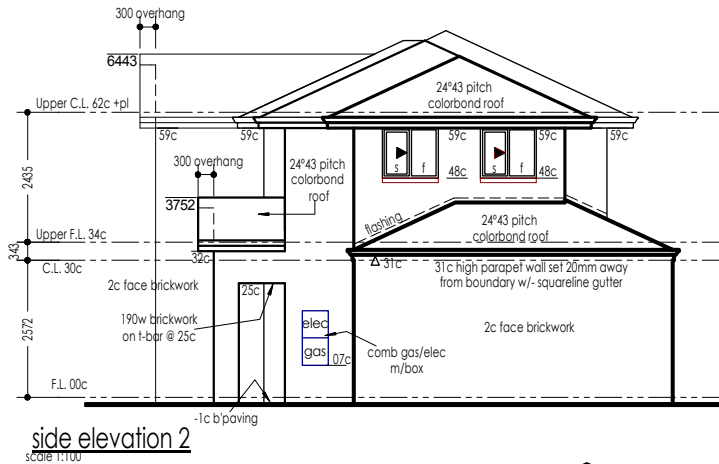 300 overhang
6443
24°43 pitch
colorbond roof
Upper C.L. 62c +pl
59c
59c
59c
59c
59c
300 overhang
24°43 pitch
colorbond
roof
s
f
48c
s
f
48c
2435
3752
flashing
24°43 pitch
colorbond roof
Upper F.L. 34c
343
32c
C.L. 30c
31c
31c high parapet wall set 20mm away
from boundary w/- squareline gutter
2c face brickwork
25c
190w brickwork
on t-bar @ 25c
elec
gas
07c
comb gas/elec
m/box
2c face brickwork
2572
F.L. 00c
-1c b'paving
side elevation 2
scale 1:100